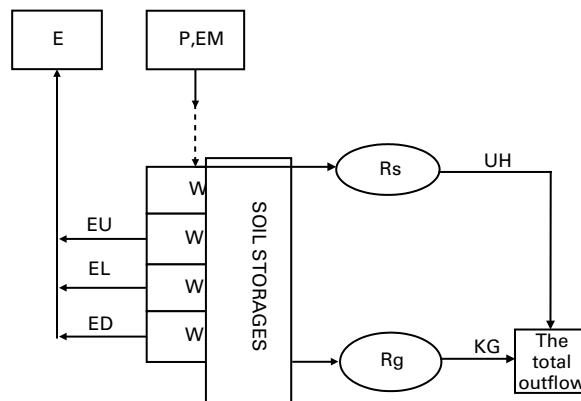 E
P,EM
W
Rs
UH
EU
W
EL
W
ED
W
SOIL STORAGES
Rg
KG
The
total
outflow